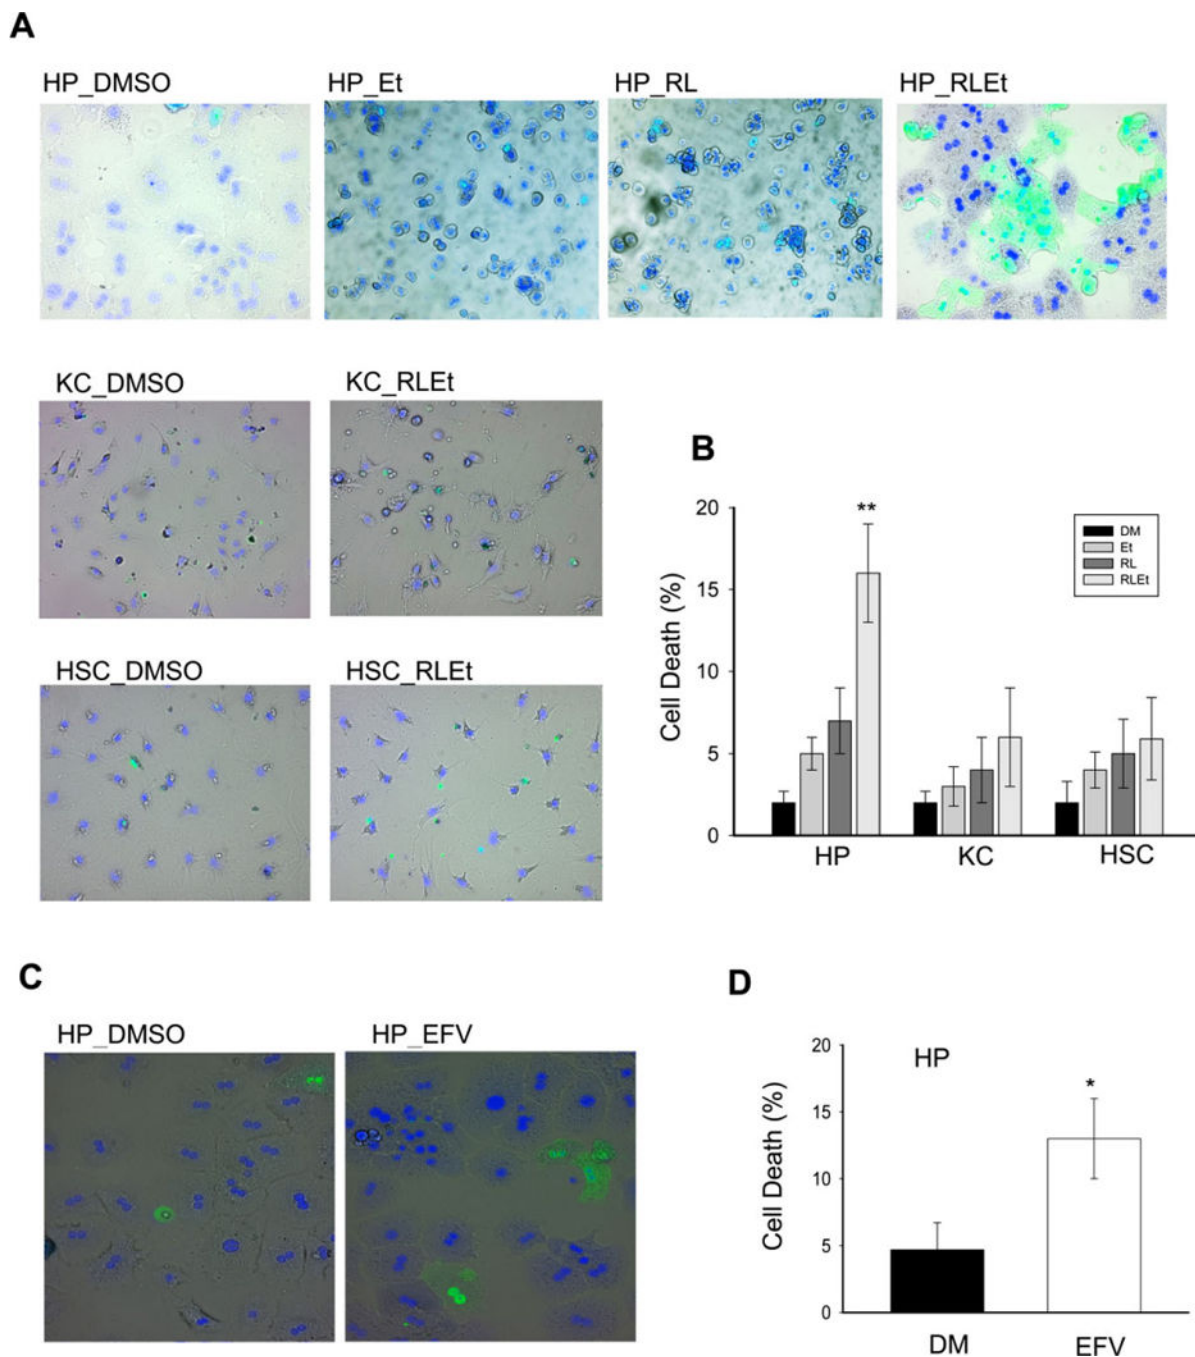 A
HP_DMSO HP_Et HP_RL HP_RLEt
KC_DMSO KC_RLEt
HSC_DMSO HSC_RLEt
B
Cell Death (%)
20
15
10
5
0
**
DM
Et
RL
RLEt
HP KC HSC
C
HP_DMSO HP_EFV
D
Cell Death (%)
20
15
10
5
0
HP
*
DM EFV